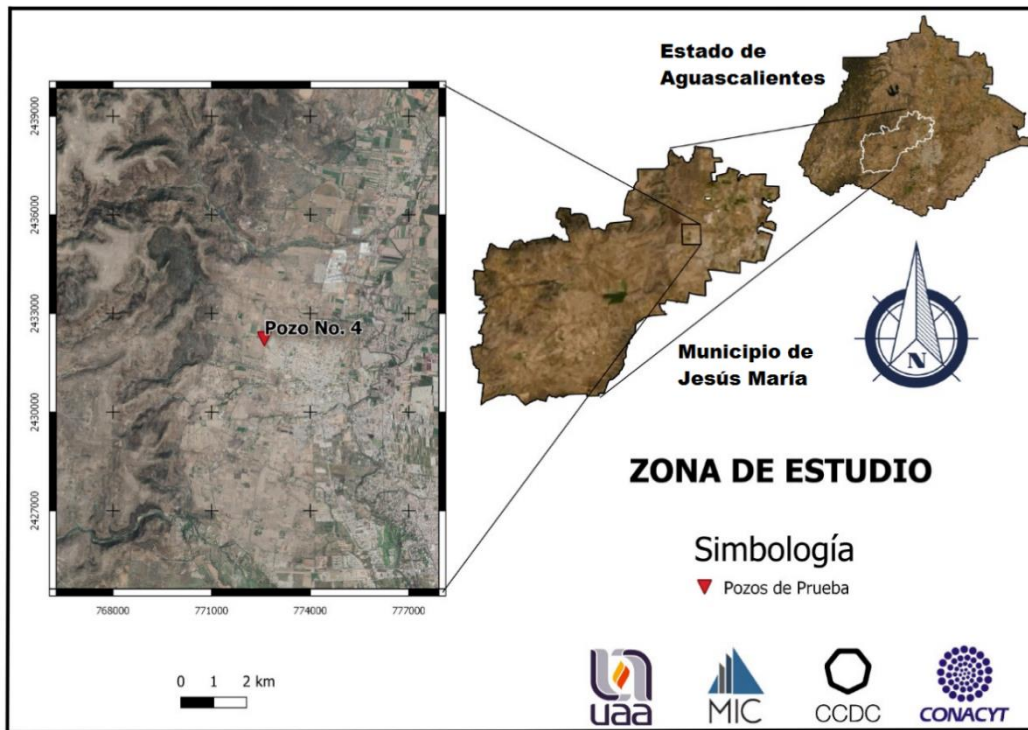 Estado de
Aguascalientes
2439000
2436000
2433000
2430000
2427000
Pozo No. 4
768000
771000
774000
777000
0 1 2 km
Municipio de
Jesús María
N
ZONA DE ESTUDIO
Simbología
Pozos de Prueba
uaa
MIC
CCDC
CONACYT